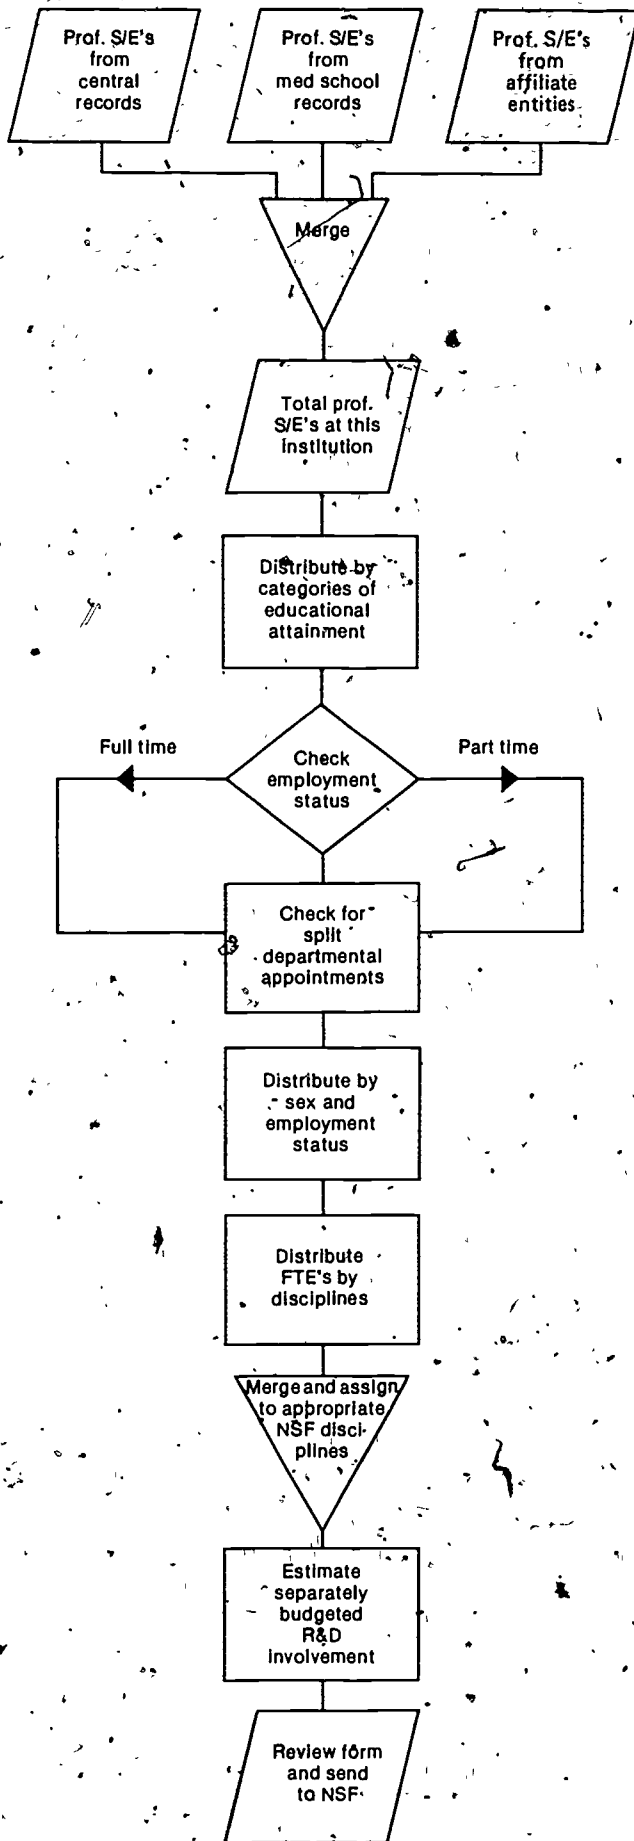 Prof. S/E's
from
central
records
Prof. S/E's
from
med school
records
Prof. S/E's
from
affiliate
entities
Merge
Total prof.
S/E's at this
institution
Distribute by
categories of
educational
attainment
Full time
Check
employment
status
Part time
Check for
split
departmental
appointments
Distribute by
sex and
employment
status
Distribute
FTE's by
disciplines
Merge and assign
to appropriate
NSF disci-
plines
Estimate
separately
budgeted
R&D
involvement
Review form
and send
to NSF